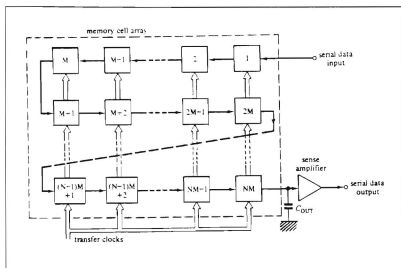 memory cell array
M M−1 2 1
serial data
input
M+1 M+2 2M−1 2M
sense
amplifier
(N−1)M
+1
(N−1)M
+2
NM−1 NM
serial data
output
C_OUT
transfer clocks